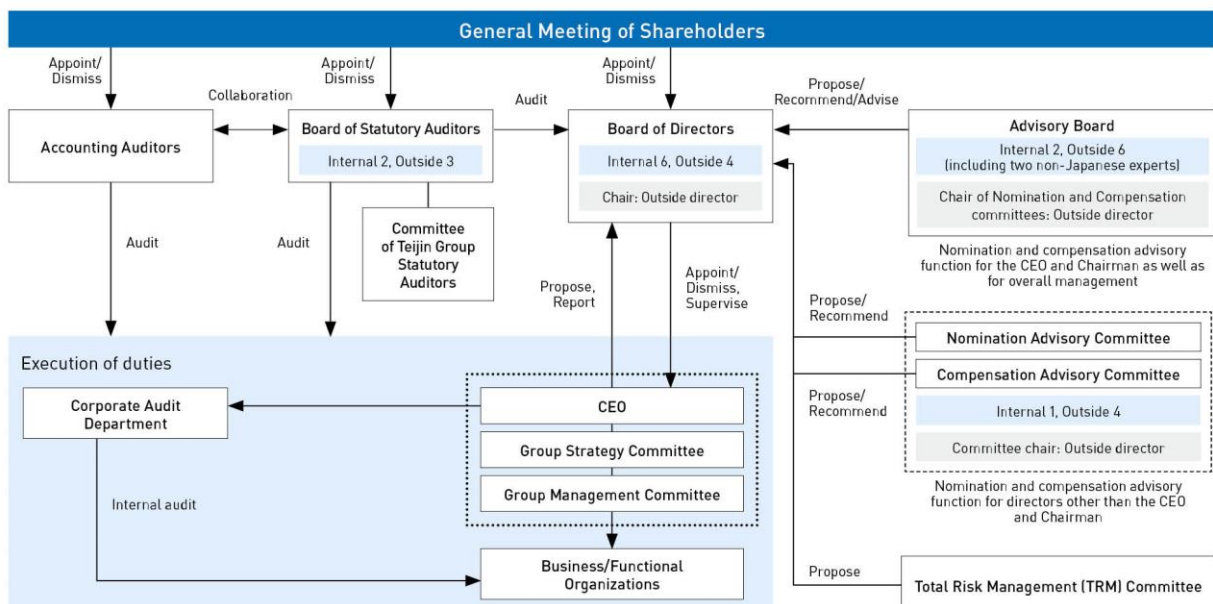 General Meeting of Shareholders
Appoint/
Dismiss
Appoint/
Dismiss
Appoint/
Dismiss
Propose/
Recommend/Advise
Collaboration
Audit
Accounting Auditors
Board of Statutory Auditors
Internal 2, Outside 3
Board of Directors
Internal 6, Outside 4
Chair: Outside director
Advisory Board
Internal 2, Outside 6
(including two non-Japanese experts)
Chair of Nomination and Compensation
committees: Outside director
Nomination and compensation advisory
function for the CEO and Chairman as well as
for overall management
Committee
of Teijin Group
Statutory
Auditors
Audit
Audit
Propose,
Report
Appoint/
Dismiss,
Supervise
Propose/
Recommend
Nomination Advisory Committee
Compensation Advisory Committee
Internal 1, Outside 4
Committee chair: Outside director
Propose/
Recommend
Nomination and compensation advisory
function for directors other than the CEO
and Chairman
Execution of duties
Corporate Audit
Department
CEO
Group Strategy Committee
Group Management Committee
Internal audit
Business/Functional
Organizations
Propose
Total Risk Management (TRM) Committee